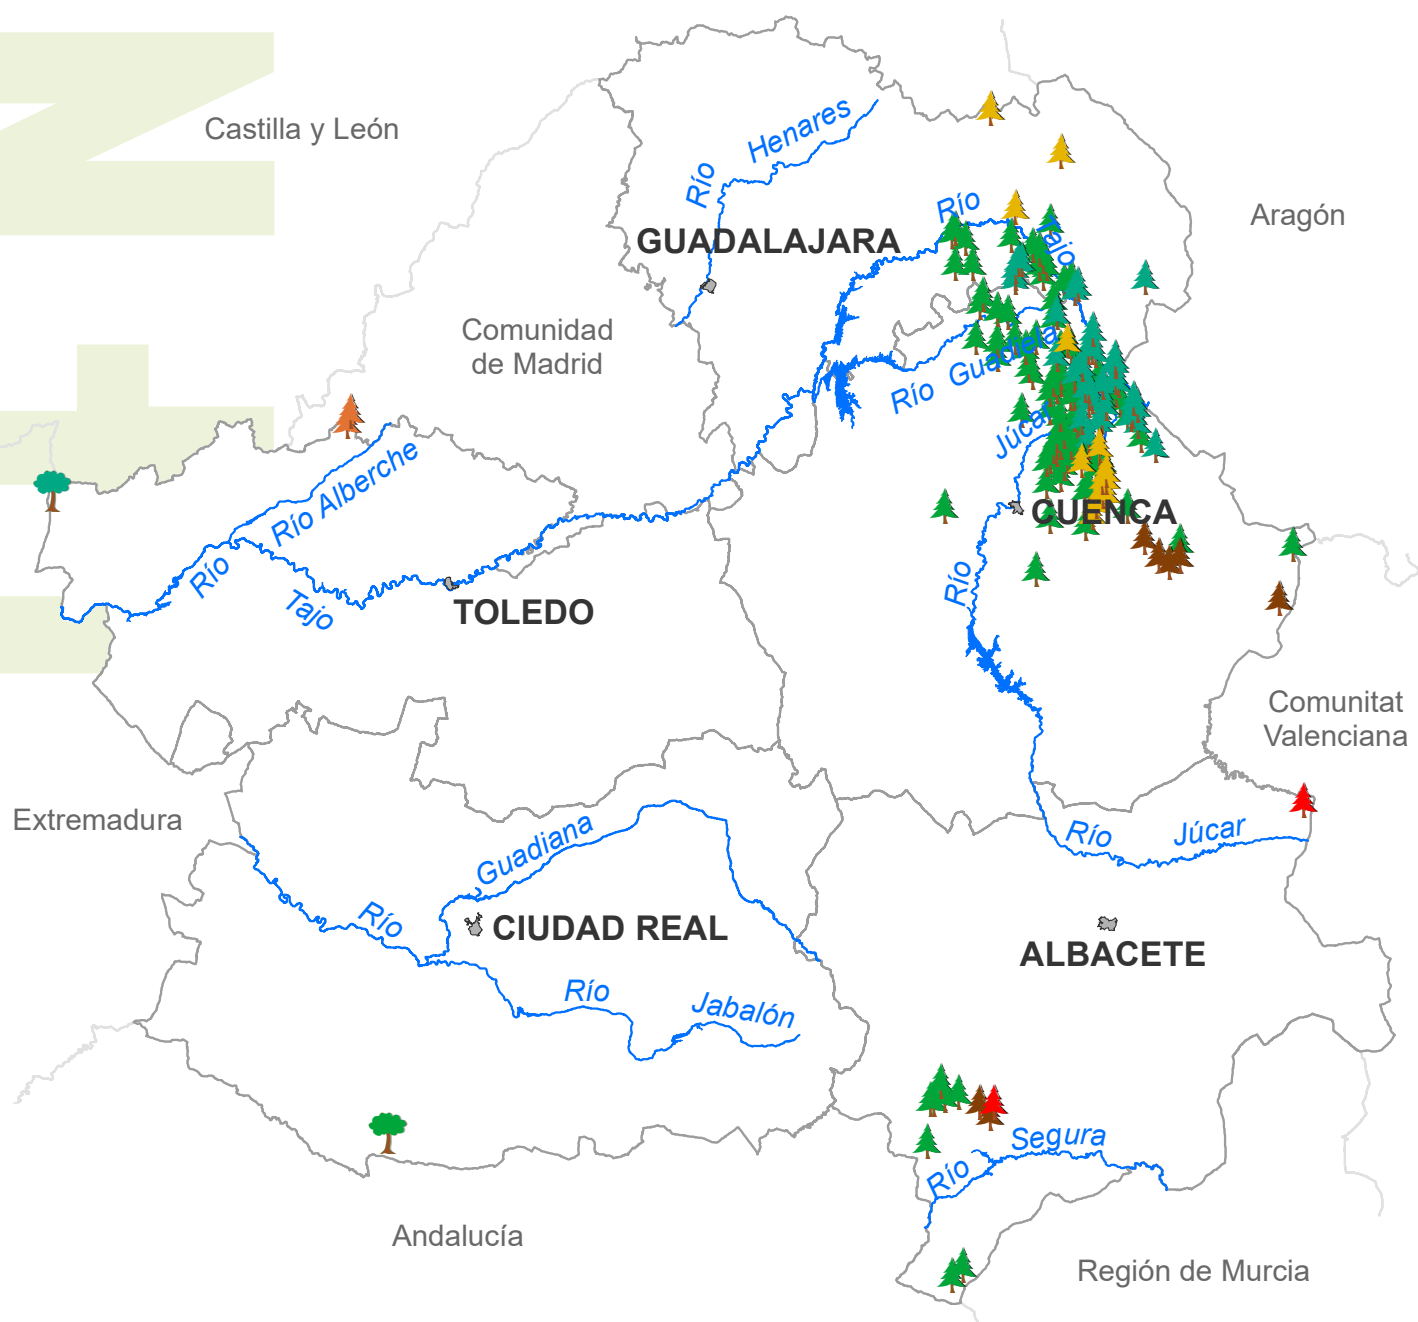 Castilla y León
Río
Henares
Río
Tajo
Aragón
GUADALAJARA
Comunidad
de Madrid
Río Guadiela
Júcar
Río Alberche
CUENCA
Río
Río
Tajo
TOLEDO
Comunitat
Valenciana
Extremadura
Guadiana
Río
Júcar
Río
CIUDAD REAL
ALBACETE
Río
Jabalón
Segura
Río
Andalucía
Región de Murcia